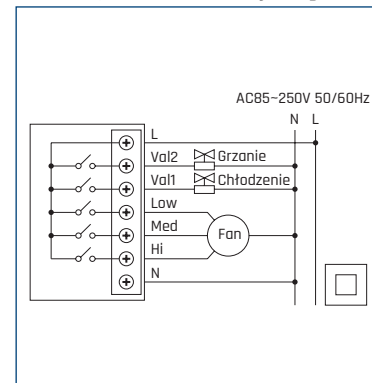 AC85~250V 50/60Hz
N L
L
Val2 Grzanie
Val1 Chłodzenie
Low
Med
Fan
Hi
N